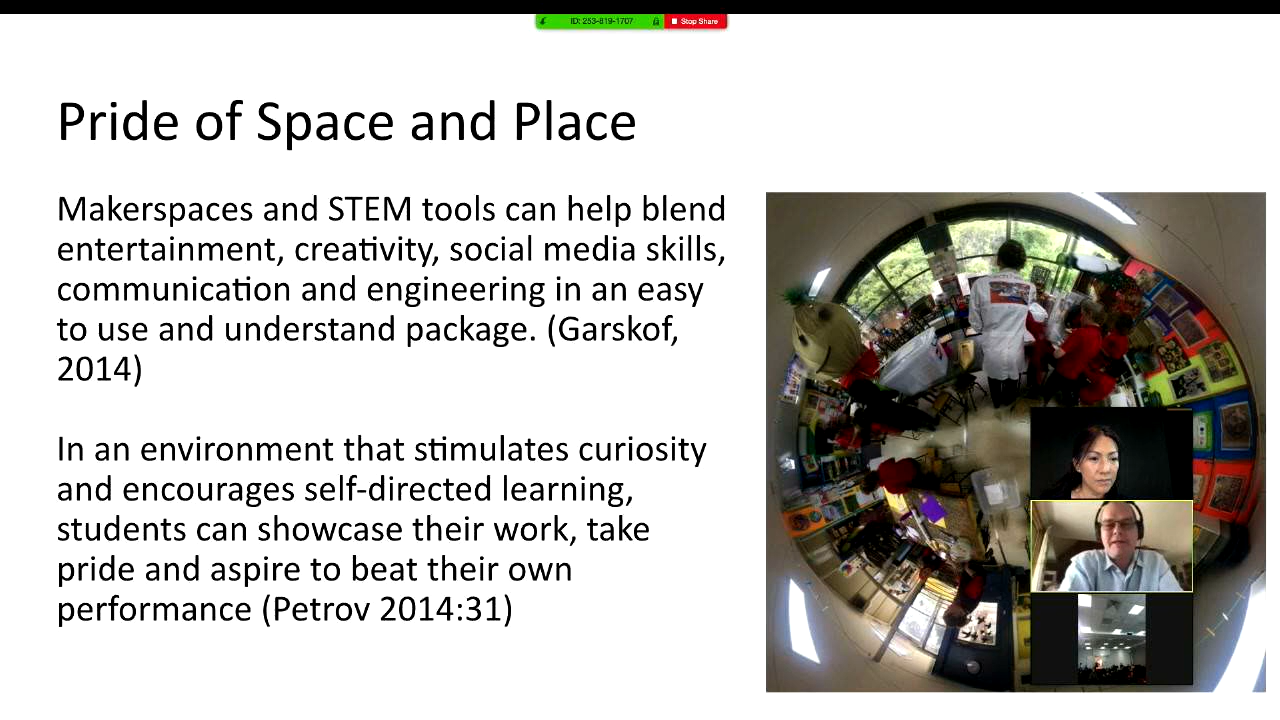 ID: 253-819-1707
Stop Share
Pride of Space and Place
Makerspaces and STEM tools can help blend
entertainment, creativity, social media skills,
communication and engineering in an easy
to use and understand package. (Garskof,
2014)
In an environment that stimulates curiosity
and encourages self-directed learning,
students can showcase their work, take
pride and aspire to beat their own
performance (Petrov 2014:31)